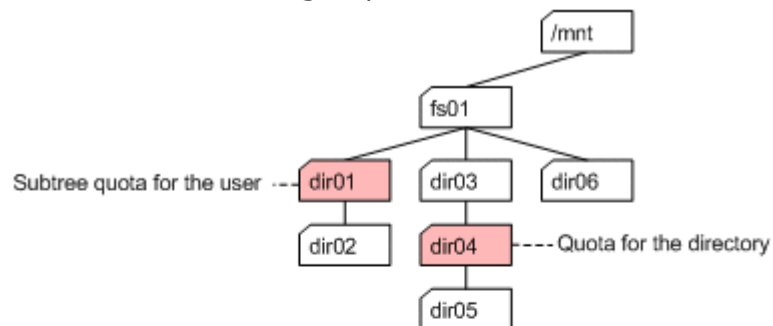 /mnt
fs01
Subtree quota for the user
dir01
dir03
dir06
dir02
dir04
Quota for the directory
dir05